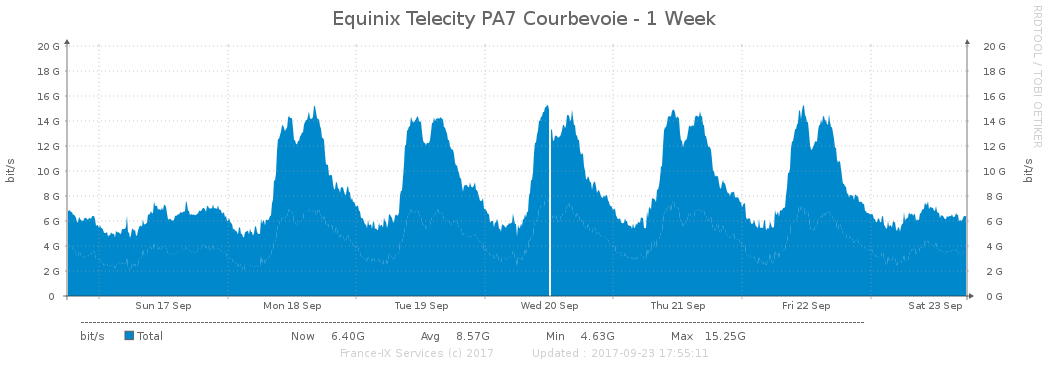 Equinix Telecity PA7 Courbevoie - 1 Week
RRDTOOL / TOBI OETIKER
bit/s
20 G
18 G
16 G
14 G
12 G
10 G
8 G
6 G
4 G
2 G
0
20 G
18 G
16 G
14 G
12 G
10 G
8 G
6 G
4 G
2 G
0 G
bit/s
Sun 17 Sep Mon 18 Sep Tue 19 Sep Wed 20 Sep Thu 21 Sep Fri 22 Sep Sat 23 Sep
bit/s Total Now 6.40G Avg 8.57G Min 4.63G Max 15.25G
France-IX Services (c) 2017 Updated : 2017-09-23 17:55:11